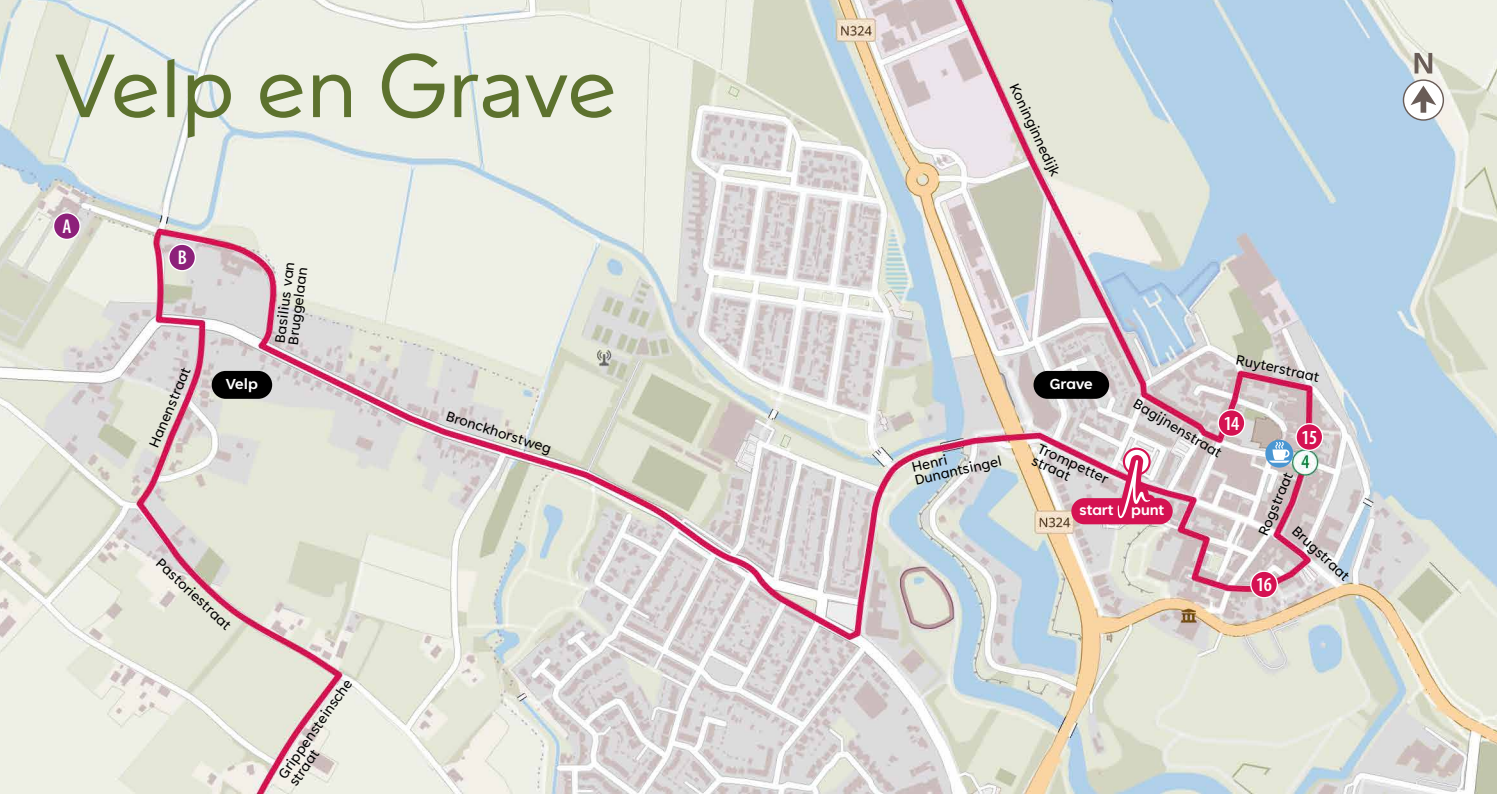 Velp en Grave
N324
N
Koninginnedijk
A
B
Basilius van
Bruggelaan
Velp
Grave
Ruyterstraat
Hanenstraat
Bronckhorstweg
Bagijnenstraat
14
15
4
Henri
Dunantsingel
Trompetter
straat
start punt
Rogstraat
N324
Brugstraat
16
Pastoriestraat
Grippensteinsche
straat